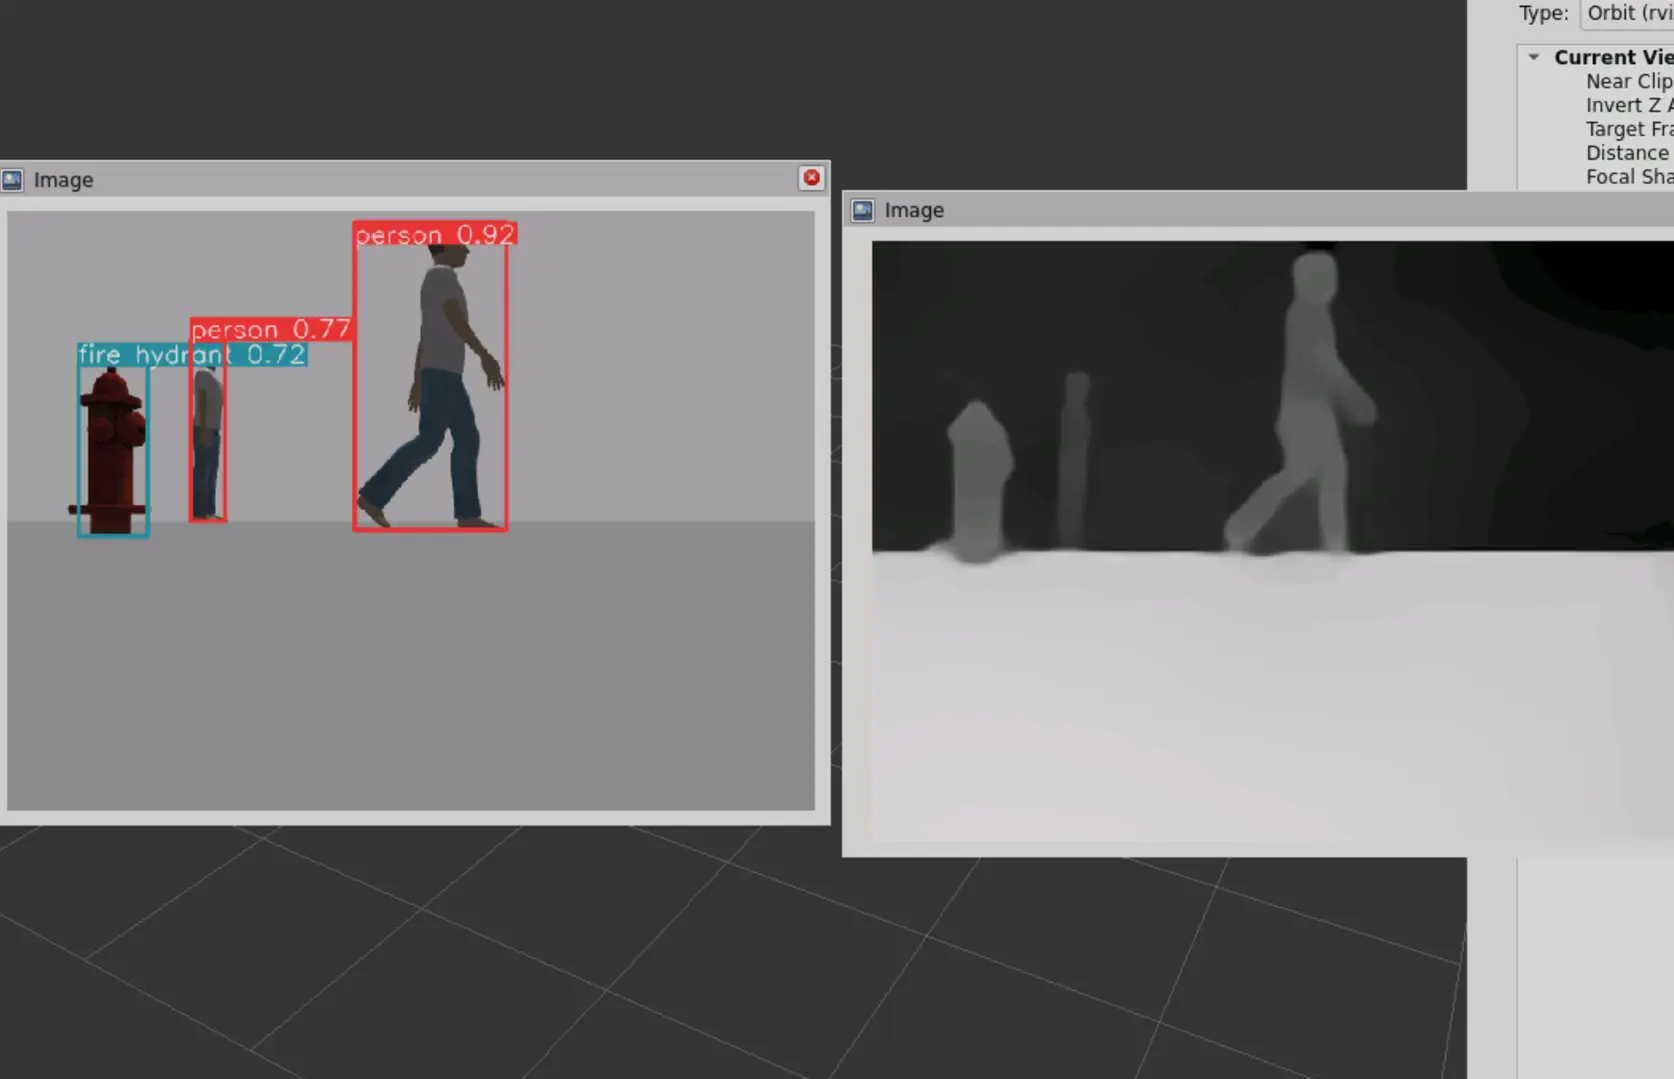 Type: Orbit (rvi
Current Vie
Near Clip
Invert Z A
Target Fra
Distance
Focal Sha
Image
person 0.92
person 0.77
fire hydrant 0.72
Image